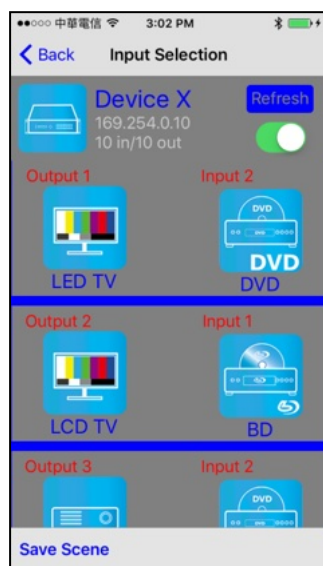 中華電信 3:02 PM
Back Input Selection
Device X Refresh
169.254.0.10
10 in/10 out
Output 1 Input 2
DVD
DVD
LED TV DVD
Output 2 Input 1
LCD TV BD
Output 3 Input 2
DVD
Save Scene